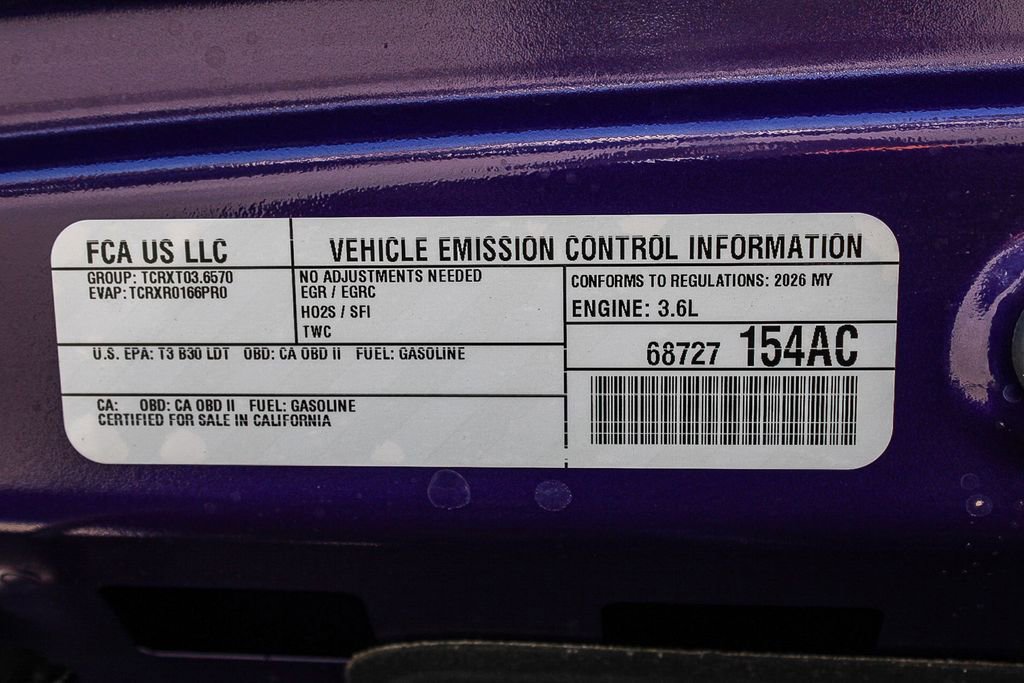 FCA US LLC
VEHICLE EMISSION CONTROL INFORMATION
GROUP: TCRXT03.6570
EVAP: TCRXR0166PR0
NO ADJUSTMENTS NEEDED
EGR / EGRC
HO2S / SFI
TWC
CONFORMS TO REGULATIONS: 2026 MY
ENGINE: 3.6L
68727 154AC
U.S. EPA: T3 B30 LDT OBD: CA OBD II FUEL: GASOLINE
CA: OBD: CA OBD II FUEL: GASOLINE
CERTIFIED FOR SALE IN CALIFORNIA